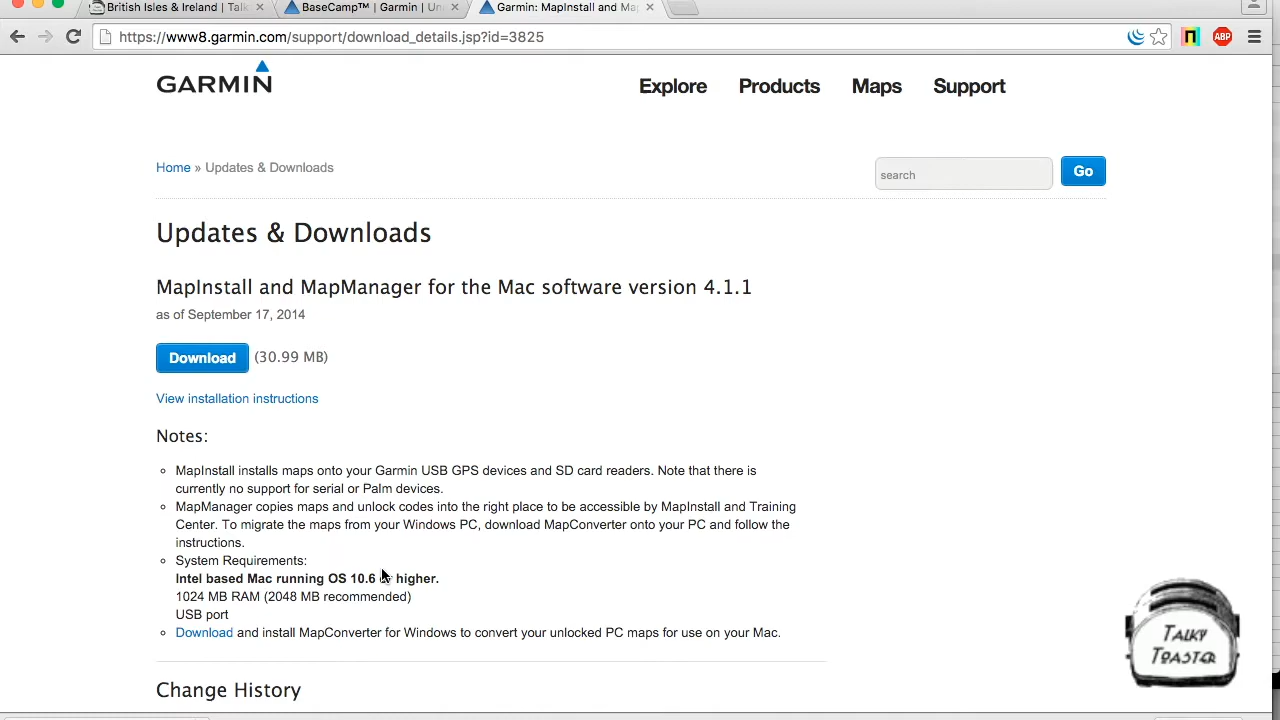 British Isles & Ireland | Talk
BaseCamp™ | Garmin | Un
Garmin: MapInstall and Ma
https://www8.garmin.com/support/download_details.jsp?id=3825
ABP
GARMIN
Explore Products Maps Support
Home » Updates & Downloads
search
Go
Updates & Downloads
MapInstall and MapManager for the Mac software version 4.1.1
as of September 17, 2014
Download (30.99 MB)
View installation instructions
Notes:
MapInstall installs maps onto your Garmin USB GPS devices and SD card readers. Note that there is
currently no support for serial or Palm devices.
MapManager copies maps and unlock codes into the right place to be accessible by MapInstall and Training
Center. To migrate the maps from your Windows PC, download MapConverter onto your PC and follow the
instructions.
System Requirements:
Intel based Mac running OS 10.6 or higher.
1024 MB RAM (2048 MB recommended)
USB port
Download and install MapConverter for Windows to convert your unlocked PC maps for use on your Mac.
Change History
TALKY
TOASTER